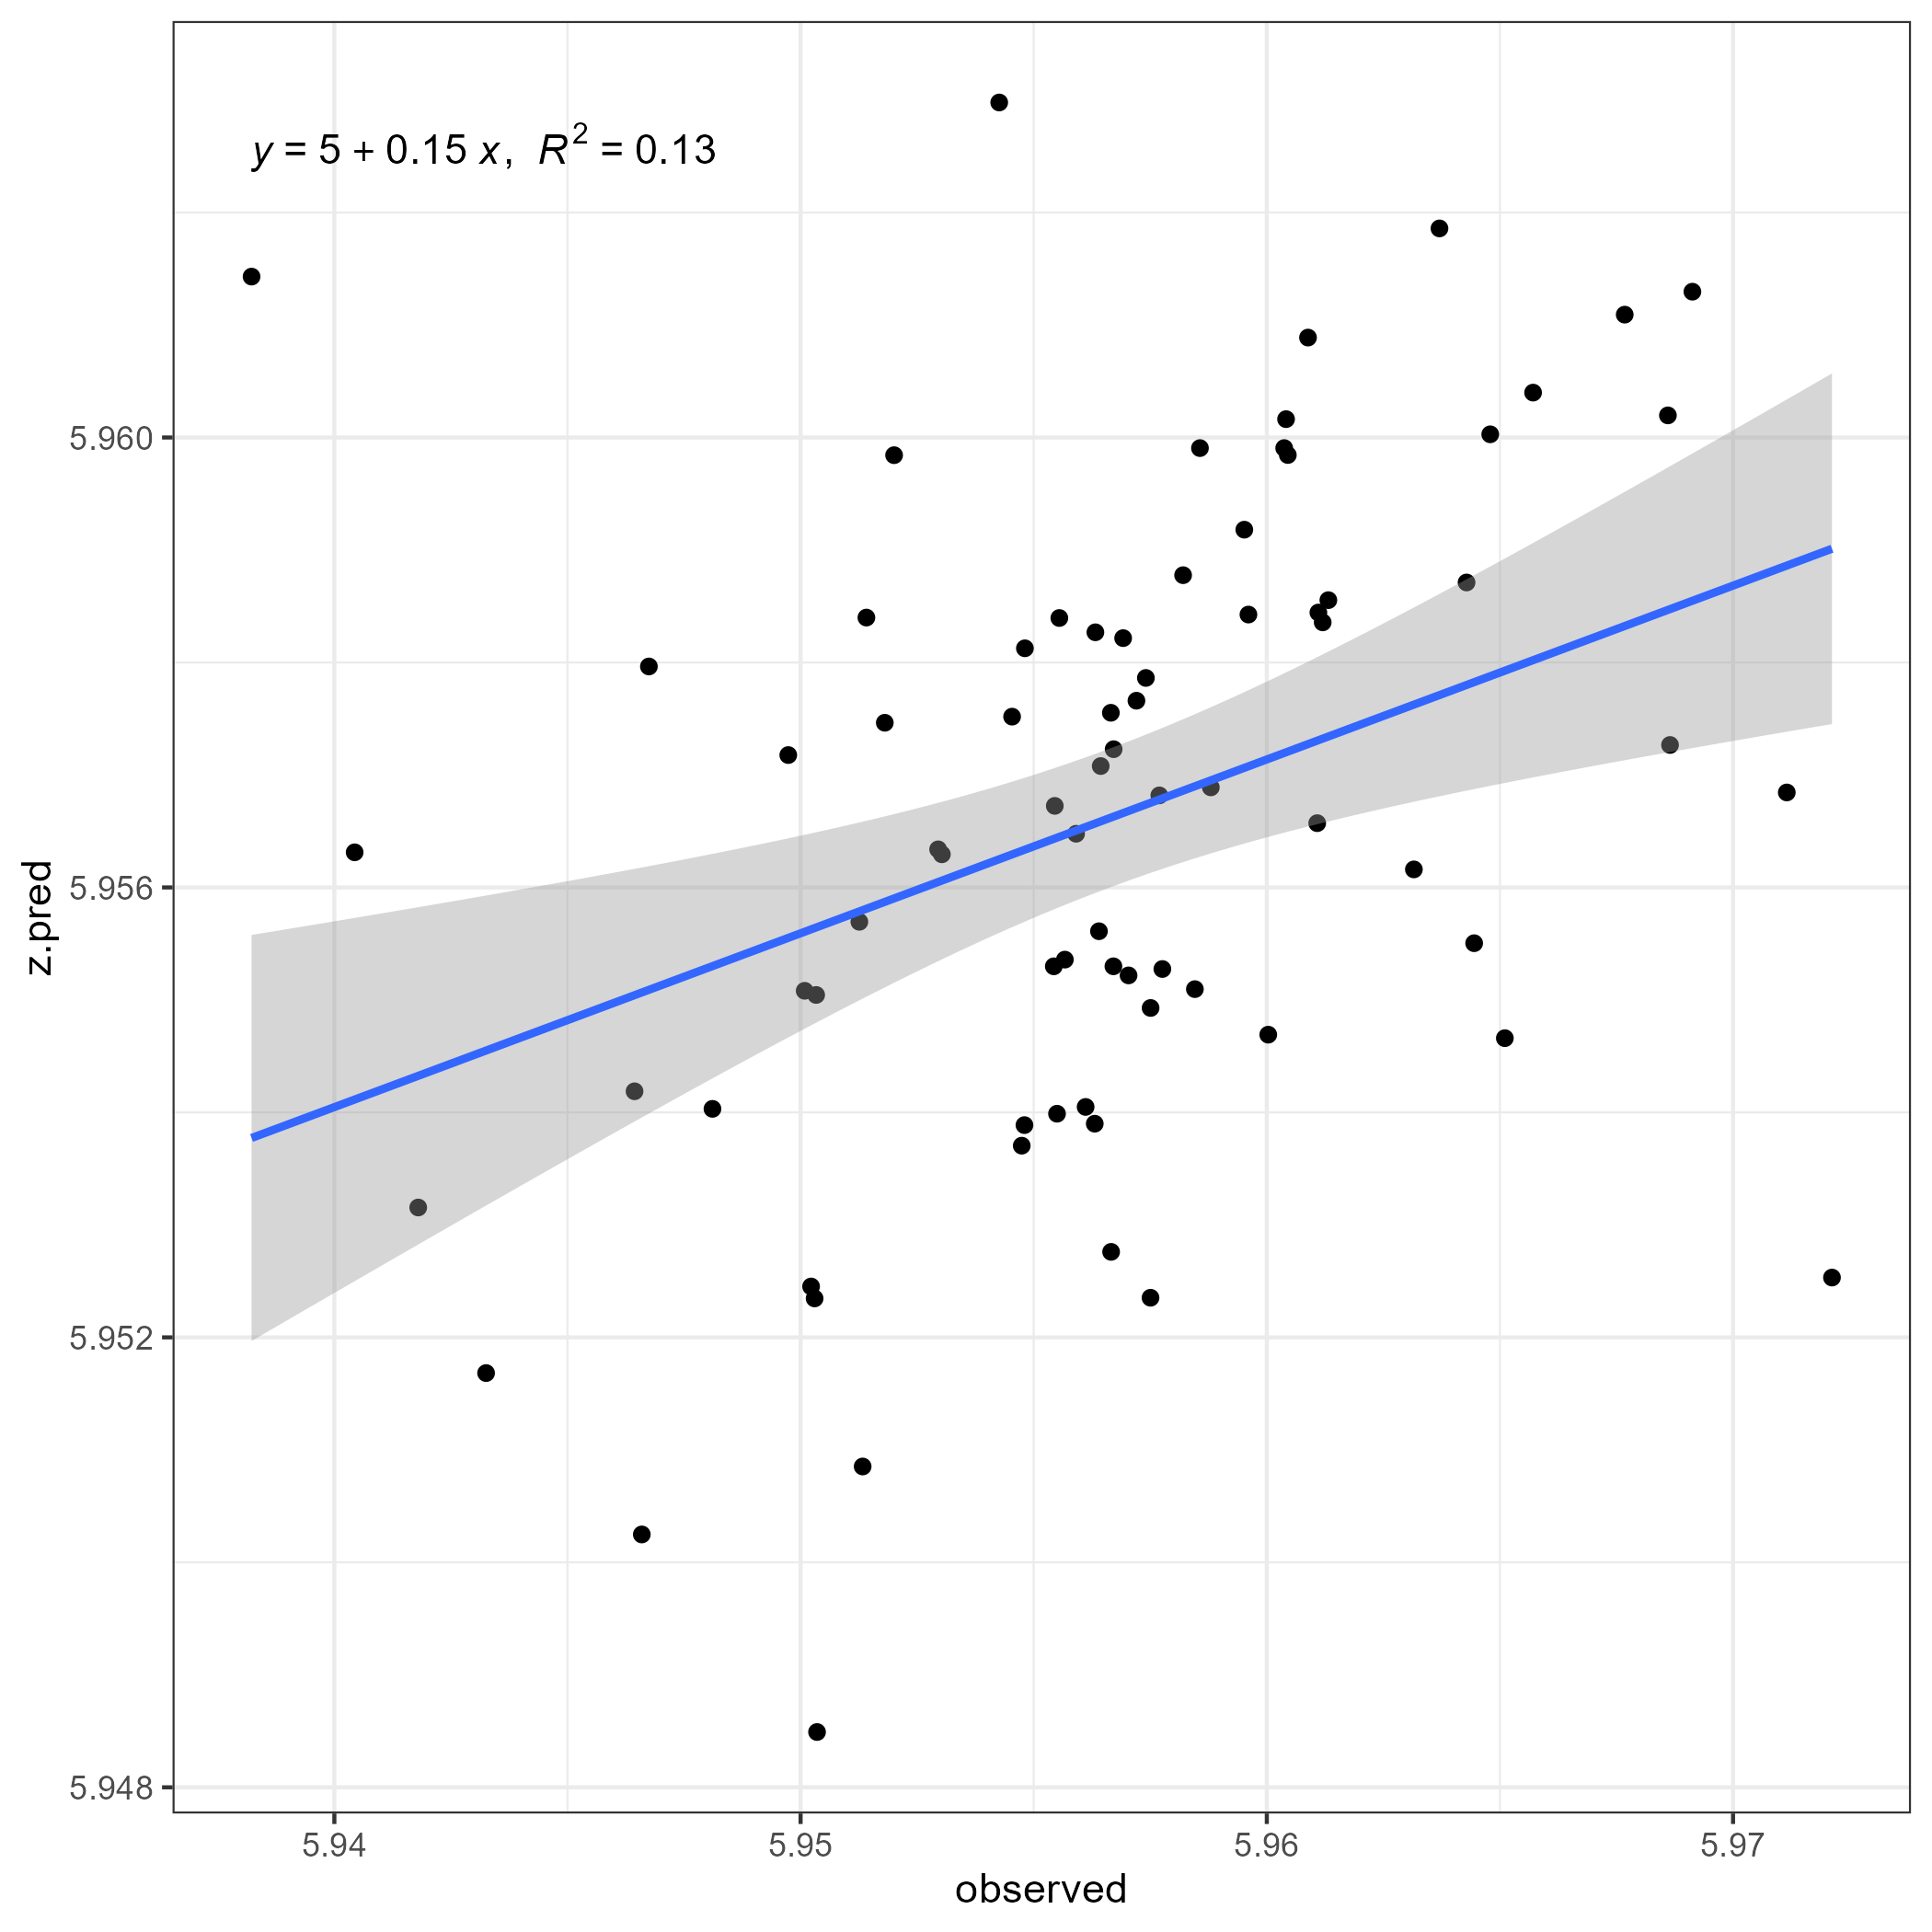 y = 5 + 0.15 x, R² = 0.13
z.pred
5.960
5.956
5.952
5.948
5.94 5.95 5.96 5.97
observed